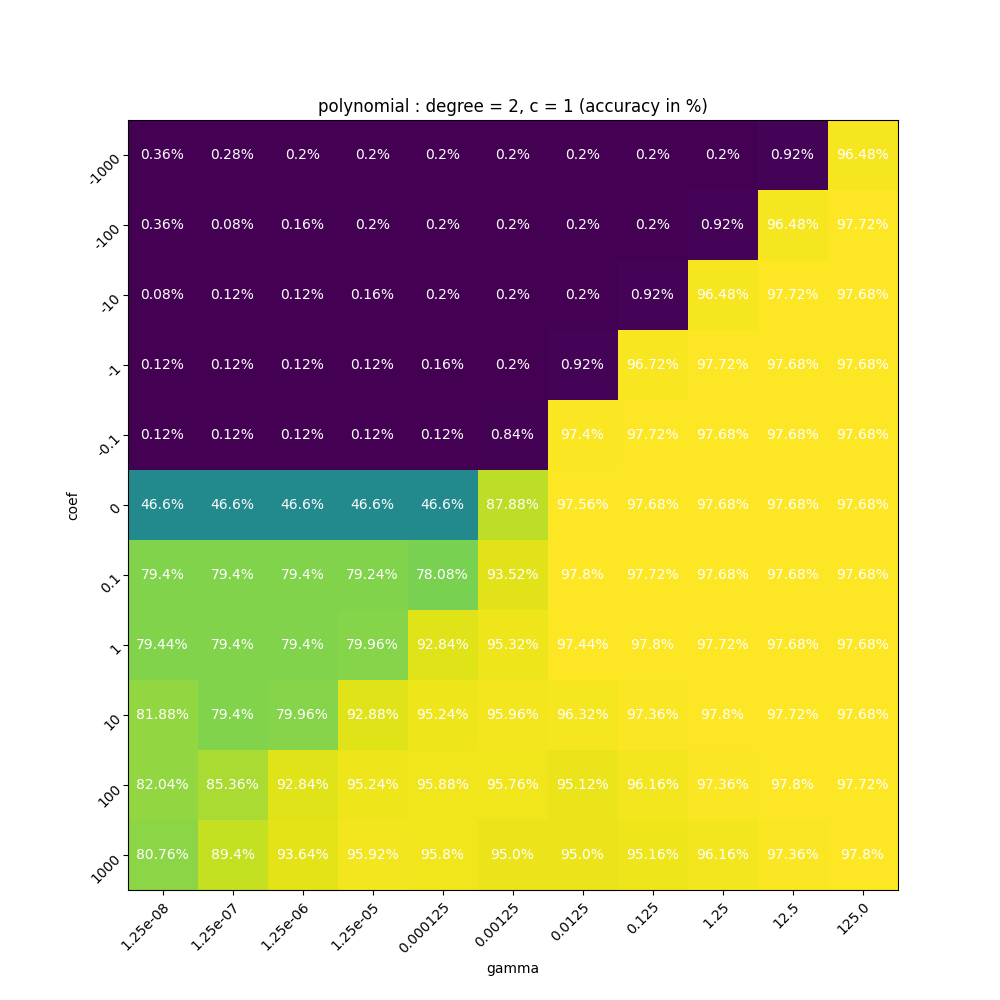 polynomial : degree = 2, c = 1 (accuracy in %)
-1000 0.36% 0.28% 0.2% 0.2% 0.2% 0.2% 0.2% 0.2% 0.2% 0.92% 96.48%
-100 0.36% 0.08% 0.16% 0.2% 0.2% 0.2% 0.2% 0.2% 0.92% 96.48% 97.72%
-10 0.08% 0.12% 0.12% 0.16% 0.2% 0.2% 0.2% 0.92% 96.48% 97.72% 97.68%
-1 0.12% 0.12% 0.12% 0.12% 0.16% 0.2% 0.92% 96.72% 97.72% 97.68% 97.68%
-0.1 0.12% 0.12% 0.12% 0.12% 0.12% 0.84% 97.4% 97.72% 97.68% 97.68% 97.68%
coef
0 46.6% 46.6% 46.6% 46.6% 46.6% 87.88% 97.56% 97.68% 97.68% 97.68% 97.68%
0.1 79.4% 79.4% 79.4% 79.24% 78.08% 93.52% 97.8% 97.72% 97.68% 97.68% 97.68%
1 79.44% 79.4% 79.4% 79.96% 92.84% 95.32% 97.44% 97.8% 97.72% 97.68% 97.68%
10 81.88% 79.4% 79.96% 92.88% 95.24% 95.96% 96.32% 97.36% 97.8% 97.72% 97.68%
100 82.04% 85.36% 92.84% 95.24% 95.88% 95.76% 95.12% 96.16% 97.36% 97.8% 97.72%
1000 80.76% 89.4% 93.64% 95.92% 95.8% 95.0% 95.0% 95.16% 96.16% 97.36% 97.8%
1.25e-08 1.25e-07 1.25e-06 1.25e-05 0.000125 0.00125 0.0125 0.125 1.25 12.5 125.0
gamma